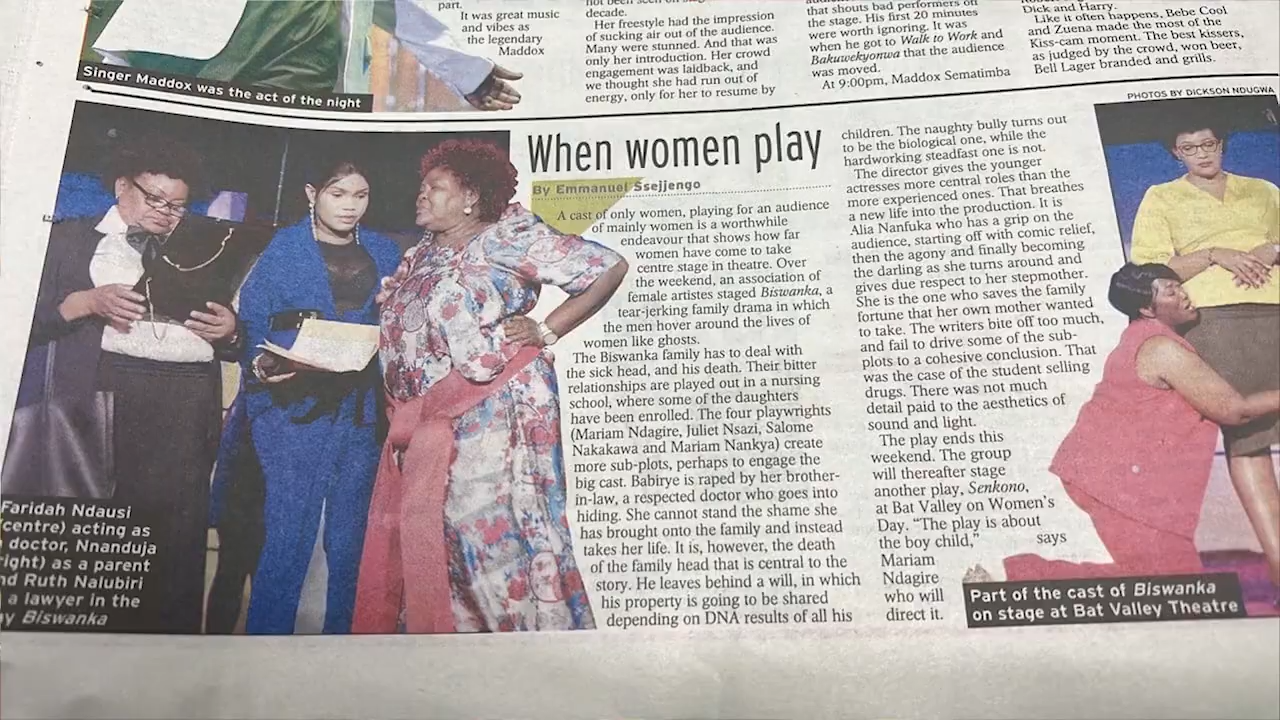 part.
It was great music
and vibes as
the legendary
Maddox
Singer Maddox was the act of the night
decade.
Her freestyle had the impression
of sucking air out of the audience.
Many were stunned. And that was
only her introduction. Her crowd
engagement was laidback, and
we thought she had run out of
energy, only for her to resume by
that shouts bad performers off
the stage. His first 20 minutes
were worth ignoring. It was
when he got to Walk to Work and
Bakuwekyonwa that the audience
was moved.
At 9:00pm, Maddox Sematimba
Dick and Harry.
Like it often happens, Bebe Cool
and Zuena made the most of the
Kiss-cam moment. The best kissers,
as judged by the crowd, won beer,
Bell Lager branded and grills.
PHOTOS BY DICKSON NDUGWA
When women play
By Emmanuel Ssejjengo
A cast of only women, playing for an audience
of mainly women is a worthwhile
endeavour that shows how far
women have come to take
centre stage in theatre. Over
the weekend, an association of
female artistes staged Biswanka, a
tear-jerking family drama in which
the men hover around the lives of
women like ghosts.
The Biswanka family has to deal with
the sick head, and his death. Their bitter
relationships are played out in a nursing
school, where some of the daughters
have been enrolled. The four playwrights
(Mariam Ndagire, Juliet Nsazi, Salome
Nakakawa and Mariam Nankya) create
more sub-plots, perhaps to engage the
big cast. Babirye is raped by her brother-
in-law, a respected doctor who goes into
hiding. She cannot stand the shame she
has brought onto the family and instead
takes her life. It is, however, the death
of the family head that is central to the
story. He leaves behind a will, in which
his property is going to be shared
depending on DNA results of all his
children. The naughty bully turns out
to be the biological one, while the
hardworking steadfast one is not.
The director gives the younger
actresses more central roles than the
more experienced ones. That breathes
a new life into the production. It is
Alia Nanfuka who has a grip on the
audience, starting off with comic relief,
then the agony and finally becoming
the darling as she turns around and
gives due respect to her stepmother.
She is the one who saves the family
fortune that her own mother wanted
to take. The writers bite off too much,
and fail to drive some of the sub-
plots to a cohesive conclusion. That
was the case of the student selling
drugs. There was not much
detail paid to the aesthetics of
sound and light.
The play ends this
weekend. The group
will thereafter stage
another play, Senkono,
at Bat Valley on Women's
Day. “The play is about
the boy child,” says
Mariam
Ndagire
who will
direct it.
Faridah Ndausi
(centre) acting as
doctor, Nnanduja
right) as a parent
nd Ruth Nalubiri
a lawyer in the
y Biswanka
Part of the cast of Biswanka
on stage at Bat Valley Theatre